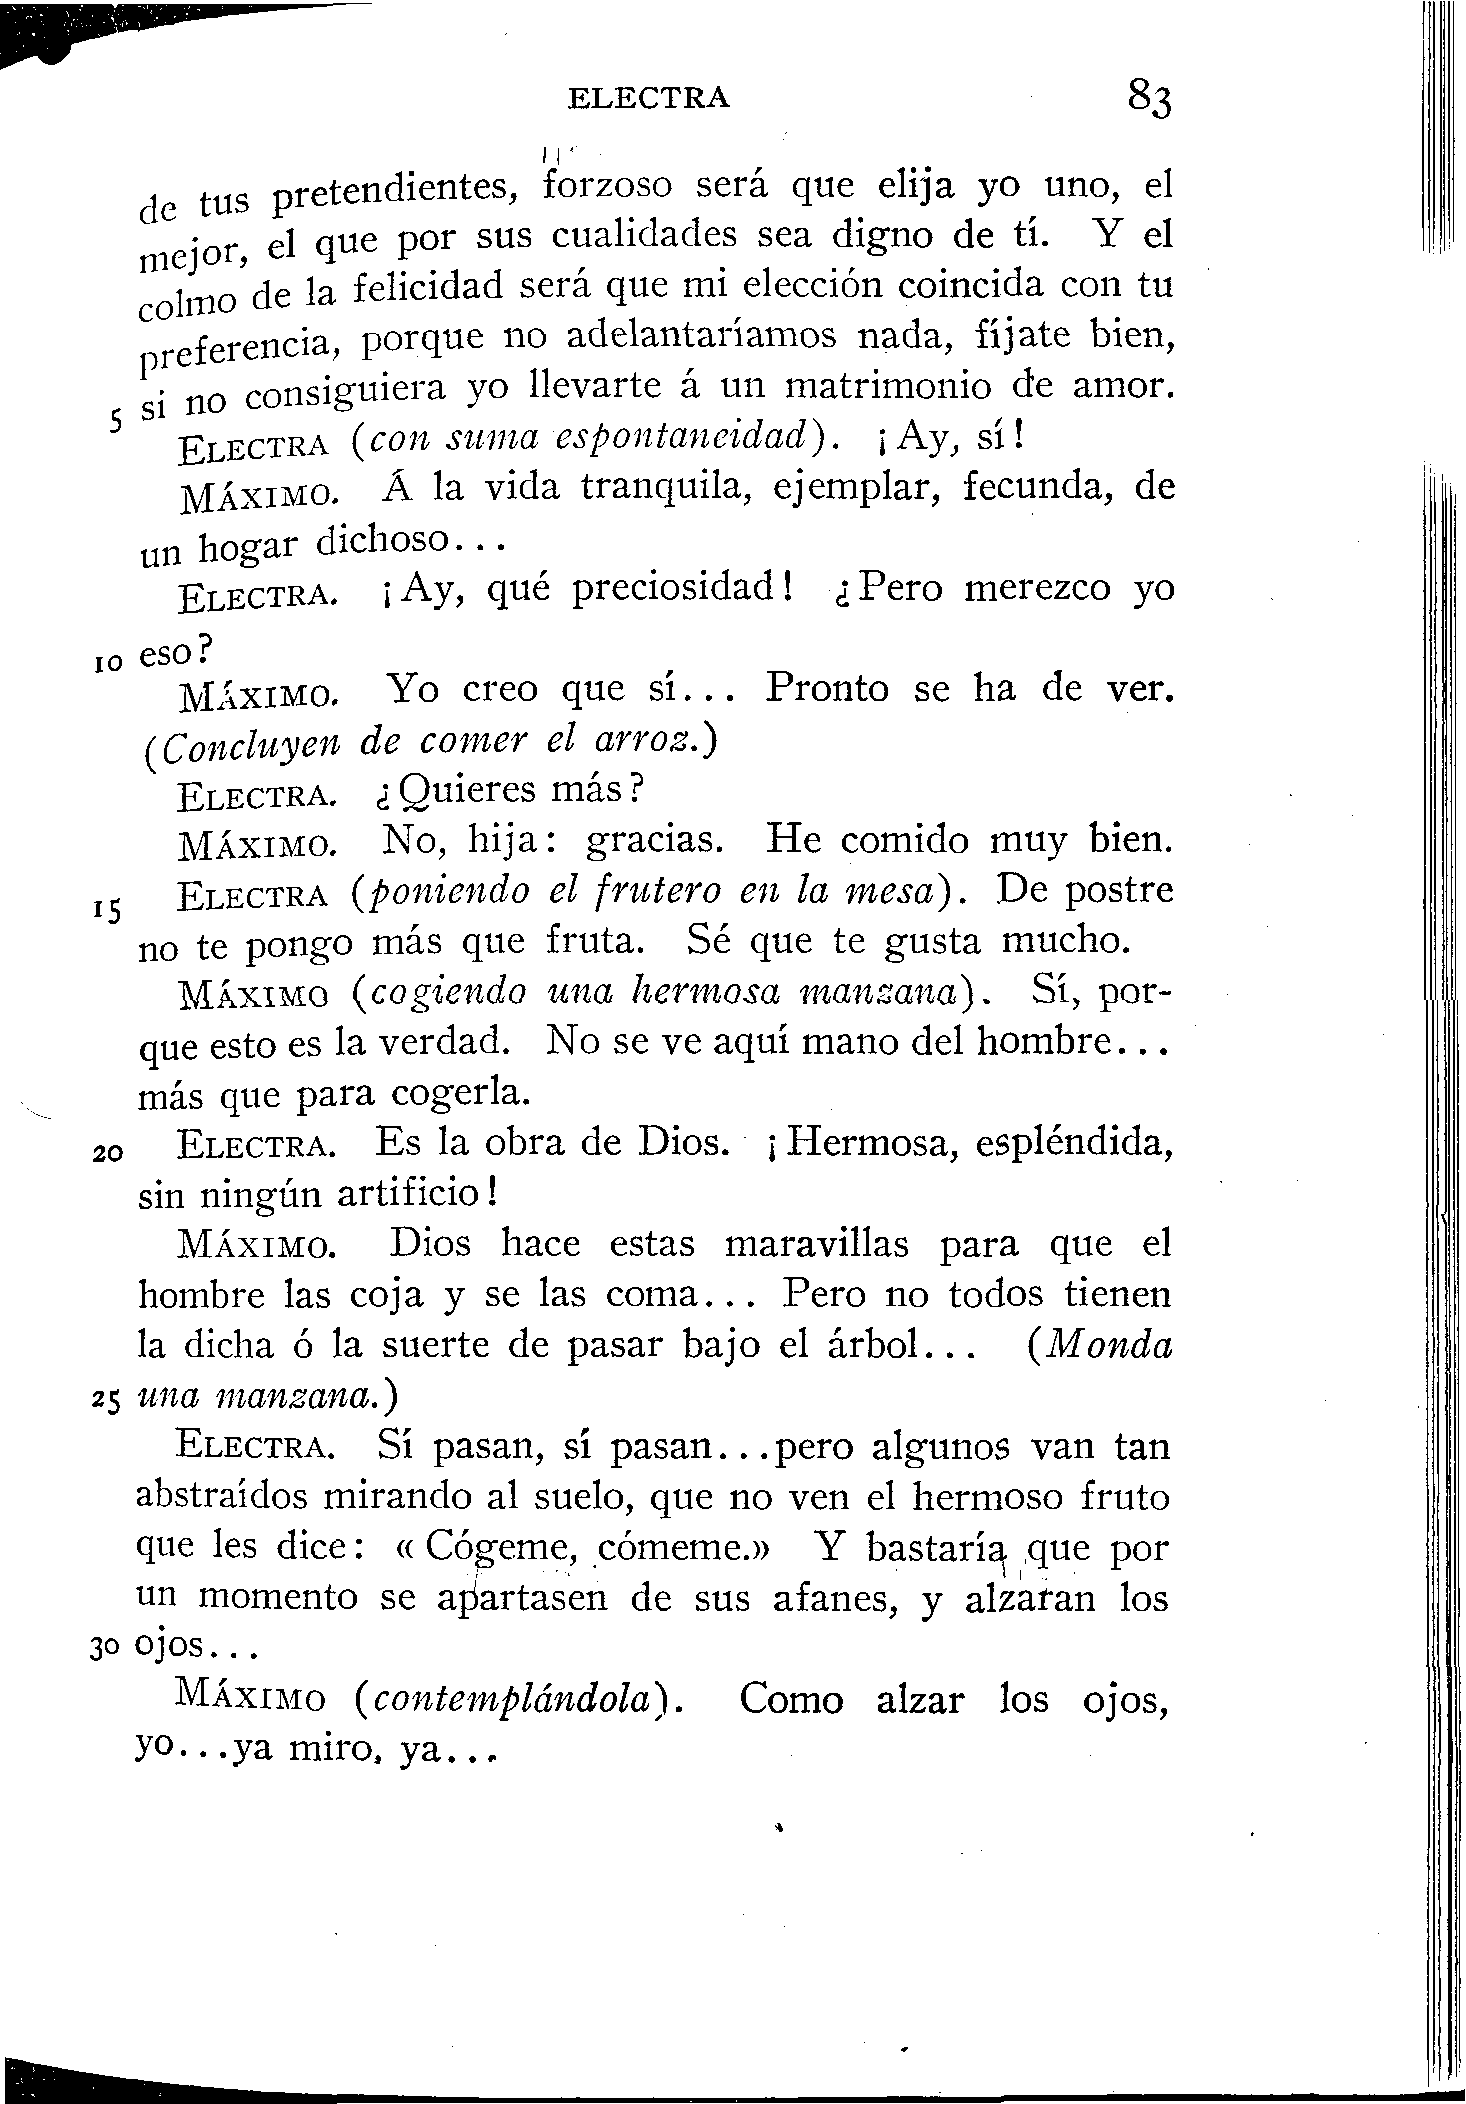 ELECTRA 83
de tus pretendientes, forzoso será que elija yo uno, el
mejor, el que por sus cualidades sea digno de tí. Y el
colmo de la felicidad será que mi elección coincida con tu
preferencia, porque no adelantaríamos nada, fíjate bien,
5 si no consiguiera yo llevarte á un matrimonio de amor.
ELECTRA (con suma espontaneidad). ¡Ay, sí!
MÁXIMO. Á la vida tranquila, ejemplar, fecunda, de
un hogar dichoso...
ELECTRA. ¡Ay, qué preciosidad! ¿Pero merezco yo
10 eso?
MÁXIMO. Yo creo que sí... Pronto se ha de ver.
(Concluyen de comer el arroz.)
ELECTRA. ¿Quieres más?
MÁXIMO. No, hija: gracias. He comido muy bien.
15 ELECTRA (poniendo el frutero en la mesa). De postre
no te pongo más que fruta. Sé que te gusta mucho.
MÁXIMO (cogiendo una hermosa manzana). Sí, por-
que esto es la verdad. No se ve aquí mano del hombre...
más que para cogerla.
20 ELECTRA. Es la obra de Dios. ¡Hermosa, espléndida,
sin ningún artificio!
MÁXIMO. Dios hace estas maravillas para que el
hombre las coja y se las coma... Pero no todos tienen
la dicha ó la suerte de pasar bajo el árbol... (Monda
25 una manzana.)
ELECTRA. Sí pasan, sí pasan...pero algunos van tan
abstraídos mirando al suelo, que no ven el hermoso fruto
que les dice: «Cógeme, cómeme.» Y bastaría que por
un momento se apartasen de sus afanes, y alzaran los
30 ojos...
MÁXIMO (contemplándola). Como alzar los ojos,
yo...ya miro, ya...